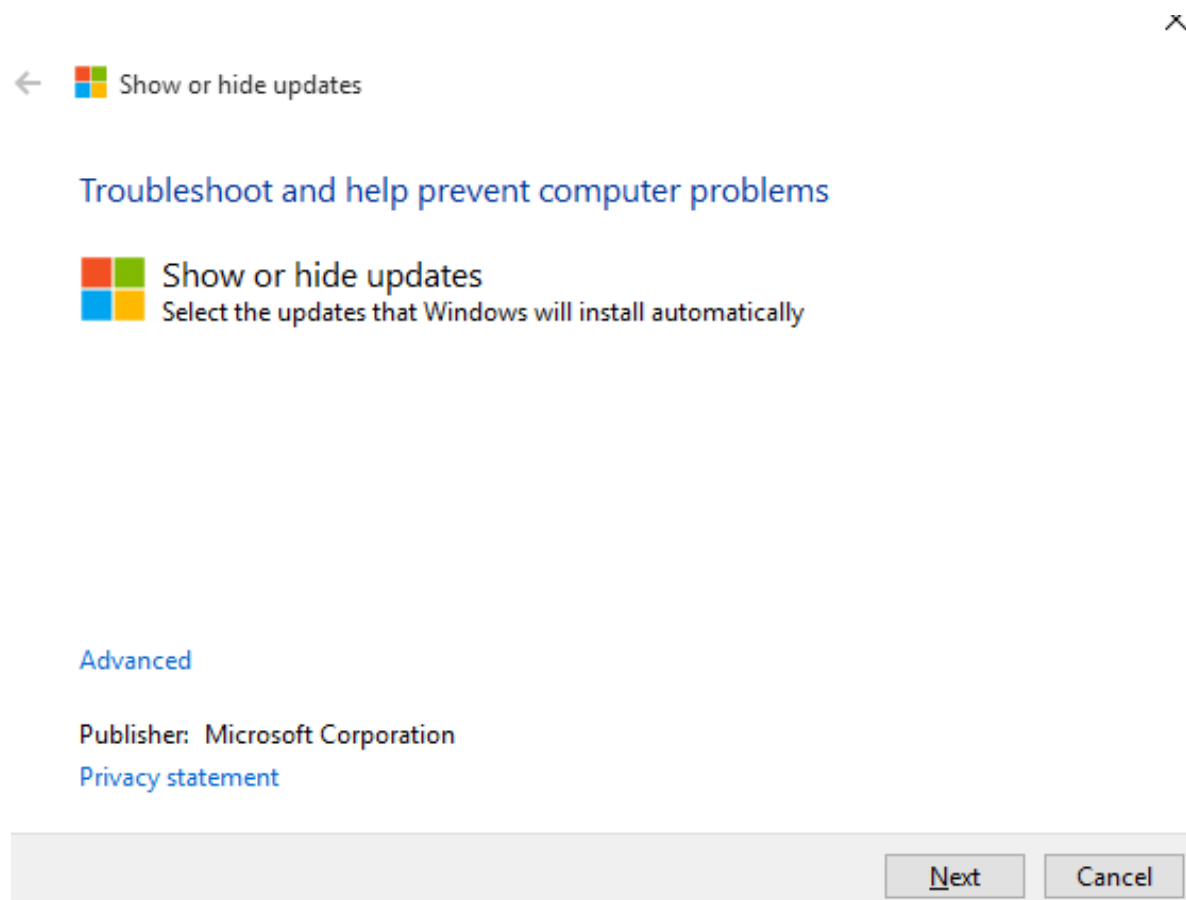 Show or hide updates
Troubleshoot and help prevent computer problems
Show or hide updates
Select the updates that Windows will install automatically
Advanced
Publisher: Microsoft Corporation
Privacy statement
Next Cancel